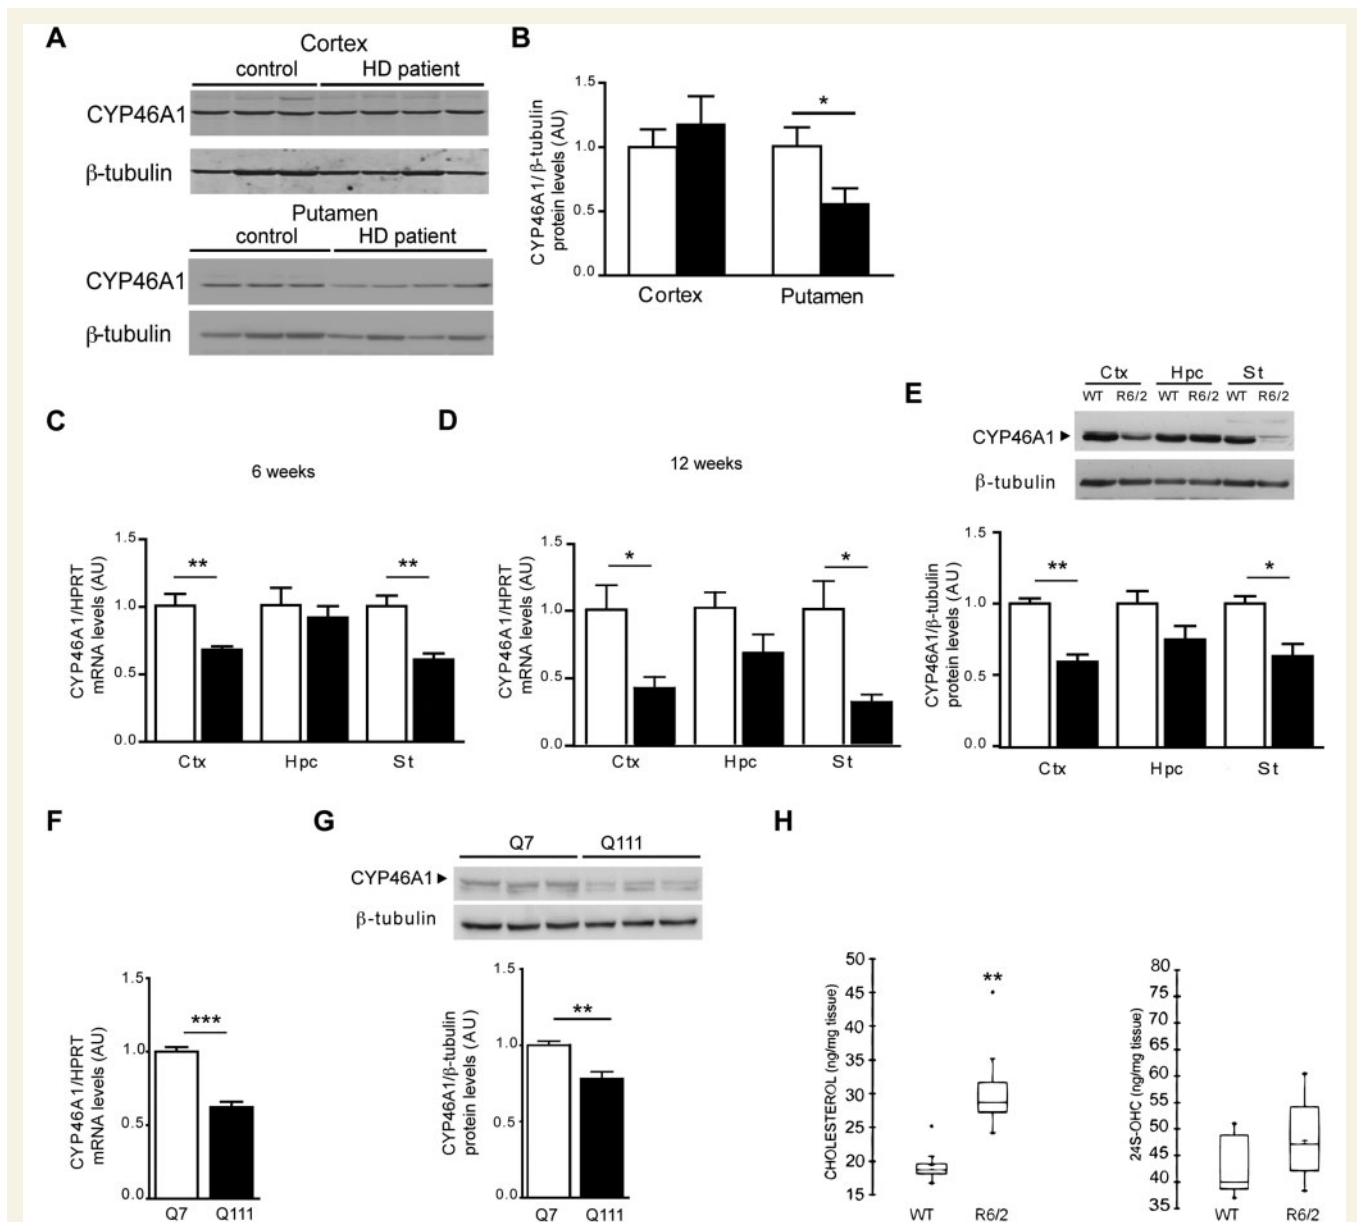 A
Cortex
control HD patient
CYP46A1
β-tubulin
Putamen
control HD patient
CYP46A1
β-tubulin
B
CYP46A1/β-tubulin
protein levels (AU)
1.5
1.0
0.5
0.0
*
Cortex Putamen
C
6 weeks
CYP46A1/HPRT
mRNA levels (AU)
1.5
1.0
0.5
0.0
** **
Ctx Hpc St
D
12 weeks
CYP46A1/HPRT
mRNA levels (AU)
1.5
1.0
0.5
0.0
* *
Ctx Hpc St
E
Ctx Hpc St
WT R6/2 WT R6/2 WT R6/2
CYP46A1
β-tubulin
CYP46A1/β-tubulin
protein levels (AU)
1.5
1.0
0.5
0.0
** *
Ctx Hpc St
F
CYP46A1/HPRT
mRNA levels (AU)
1.5
1.0
0.5
0.0
***
Q7 Q111
G
Q7 Q111
CYP46A1
β-tubulin
CYP46A1/β-tubulin
protein levels (AU)
1.5
1.0
0.5
0.0
**
Q7 Q111
H
CHOLESTEROL (ng/mg tissue)
50
45
40
35
30
25
20
15
**
WT R6/2
24S-OHC (ng/mg tissue)
80
75
70
65
60
55
50
45
40
35
WT R6/2